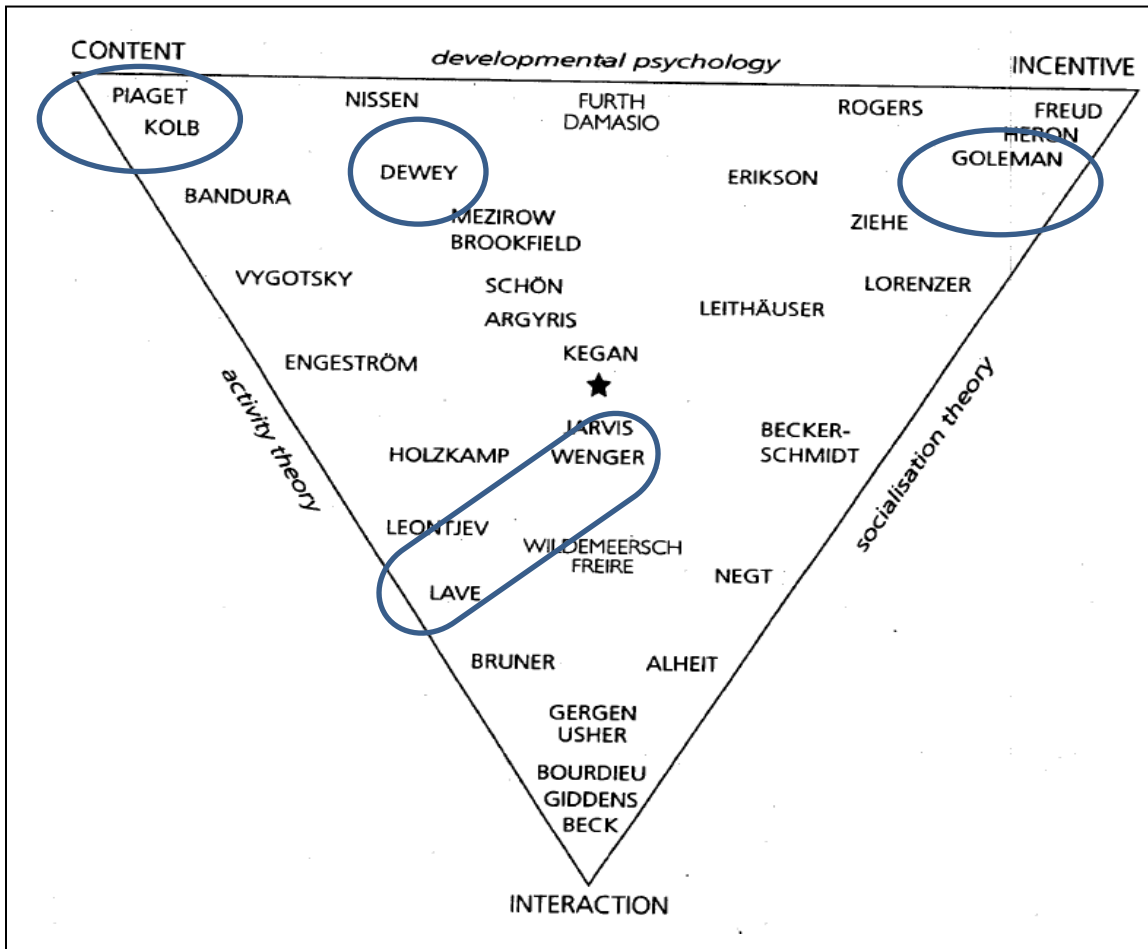 CONTENT
developmental psychology
INCENTIVE
PIAGET
KOLB
NISSEN
FURTH
DAMASIO
ROGERS
FREUD
HERON
GOLEMAN
DEWEY
ERIKSON
BANDURA
MEZIROW
BROOKFIELD
ZIEHE
VYGOTSKY
SCHÖN
LORENZER
ARGYRIS
LEITHÄUSER
ENGESTRÖM
KEGAN
activity theory
socialisation theory
JARVIS
WENGER
HOLZKAMP
BECKER-
SCHMIDT
LEONTJEV
WILDEMEERSCH
FREIRE
NEGT
LAVE
BRUNER
ALHEIT
GERGEN
USHER
BOURDIEU
GIDDENS
BECK
INTERACTION